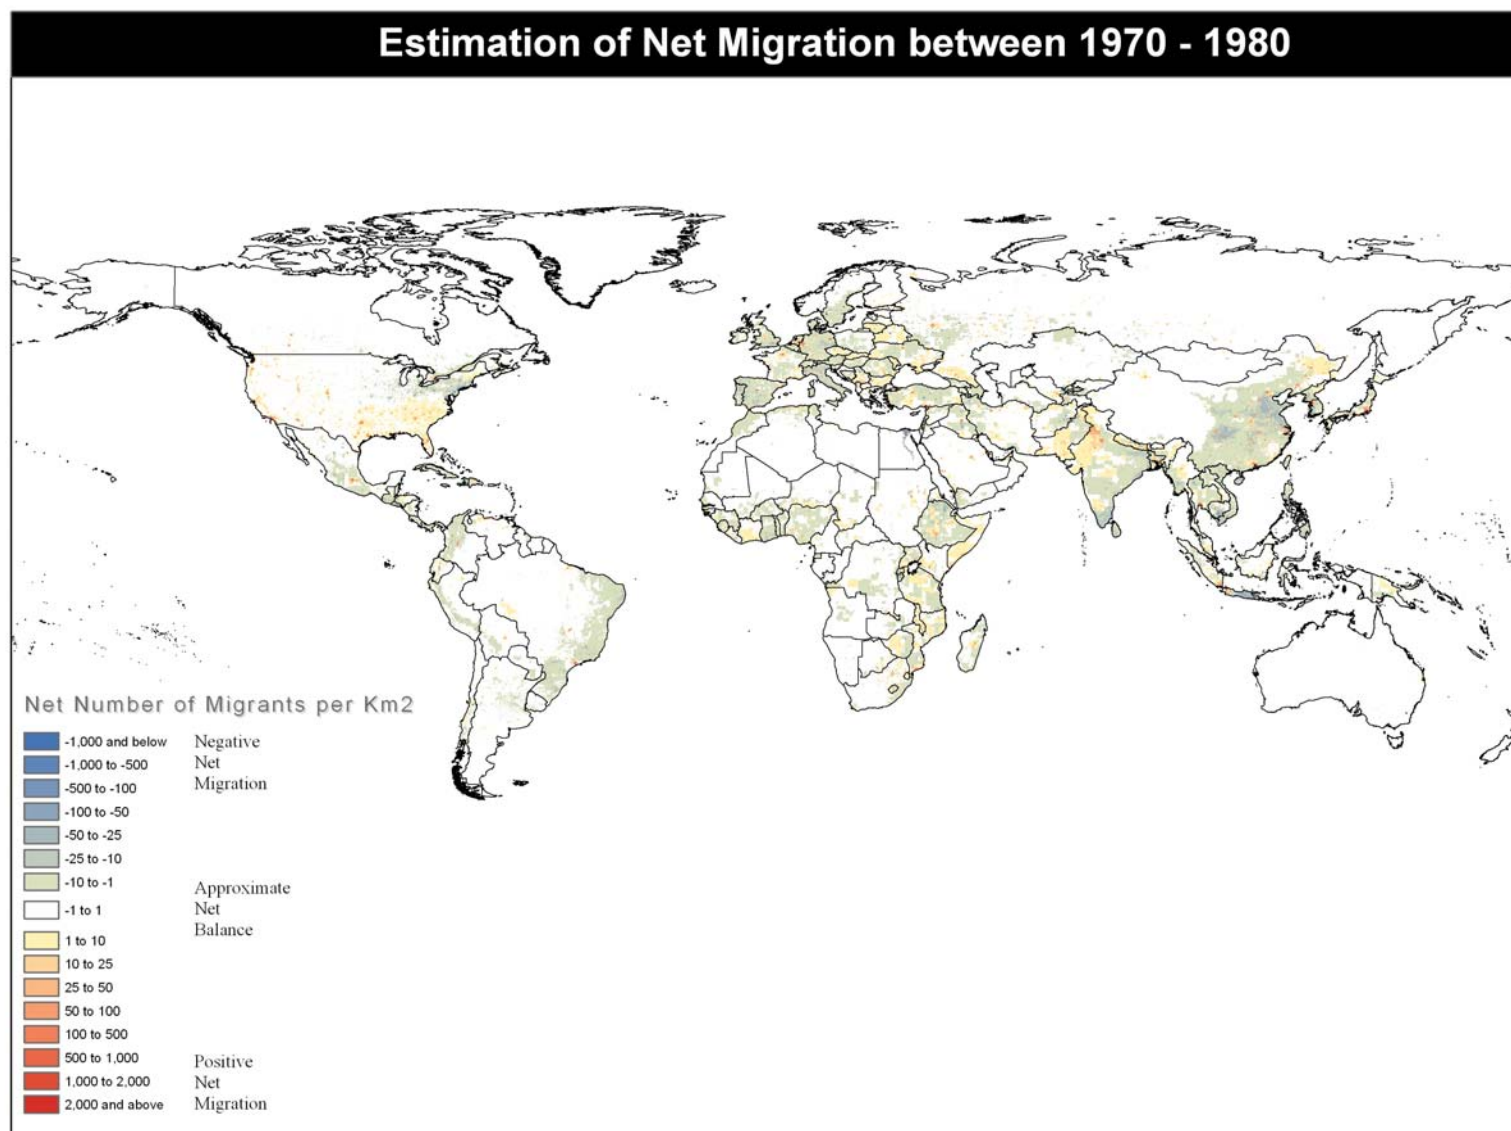 Estimation of Net Migration between 1970 - 1980
Net Number of Migrants per Km2
-1,000 and below
-1,000 to -500
-500 to -100
-100 to -50
-50 to -25
-25 to -10
-10 to -1
-1 to 1
1 to 10
10 to 25
25 to 50
50 to 100
100 to 500
500 to 1,000
1,000 to 2,000
2,000 and above
Negative
Net
Migration
Approximate
Net
Balance
Positive
Net
Migration